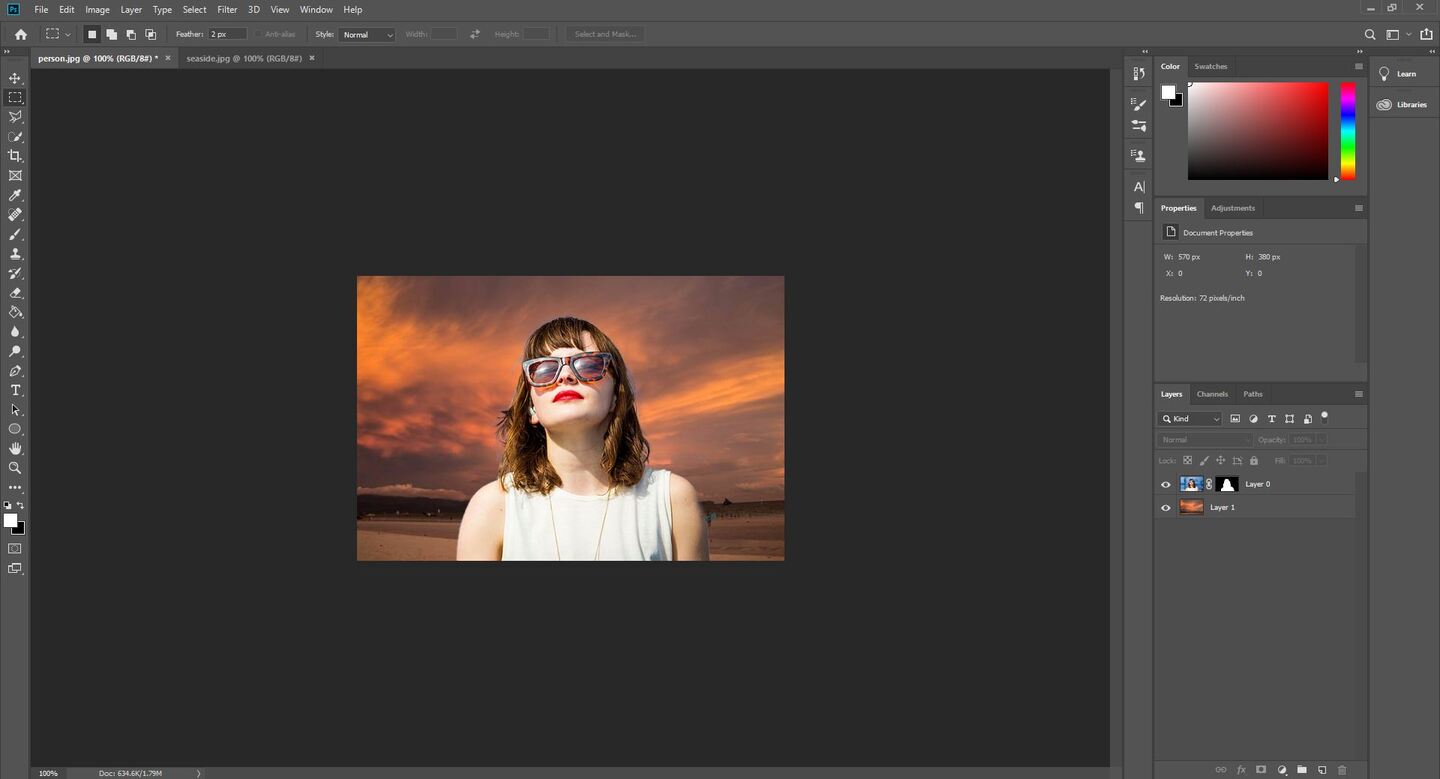 Ps File Edit Image Layer Type Select Filter 3D View Window Help
Feather: 2 px Anti-alias Style: Normal Width: Height: Select and Mask...
person.jpg @ 100% (RGB/8#) * × seaside.jpg @ 100% (RGB/8#) ×
Color Swatches
Learn
Libraries
Properties Adjustments
Document Properties
W: 570 px H: 380 px
X: 0 Y: 0
Resolution: 72 pixels/inch
Layers Channels Paths
Kind
Normal Opacity: 100%
Lock: Fill: 100%
Layer 0
Layer 1
fx
100% Doc: 634.6K/1.79M